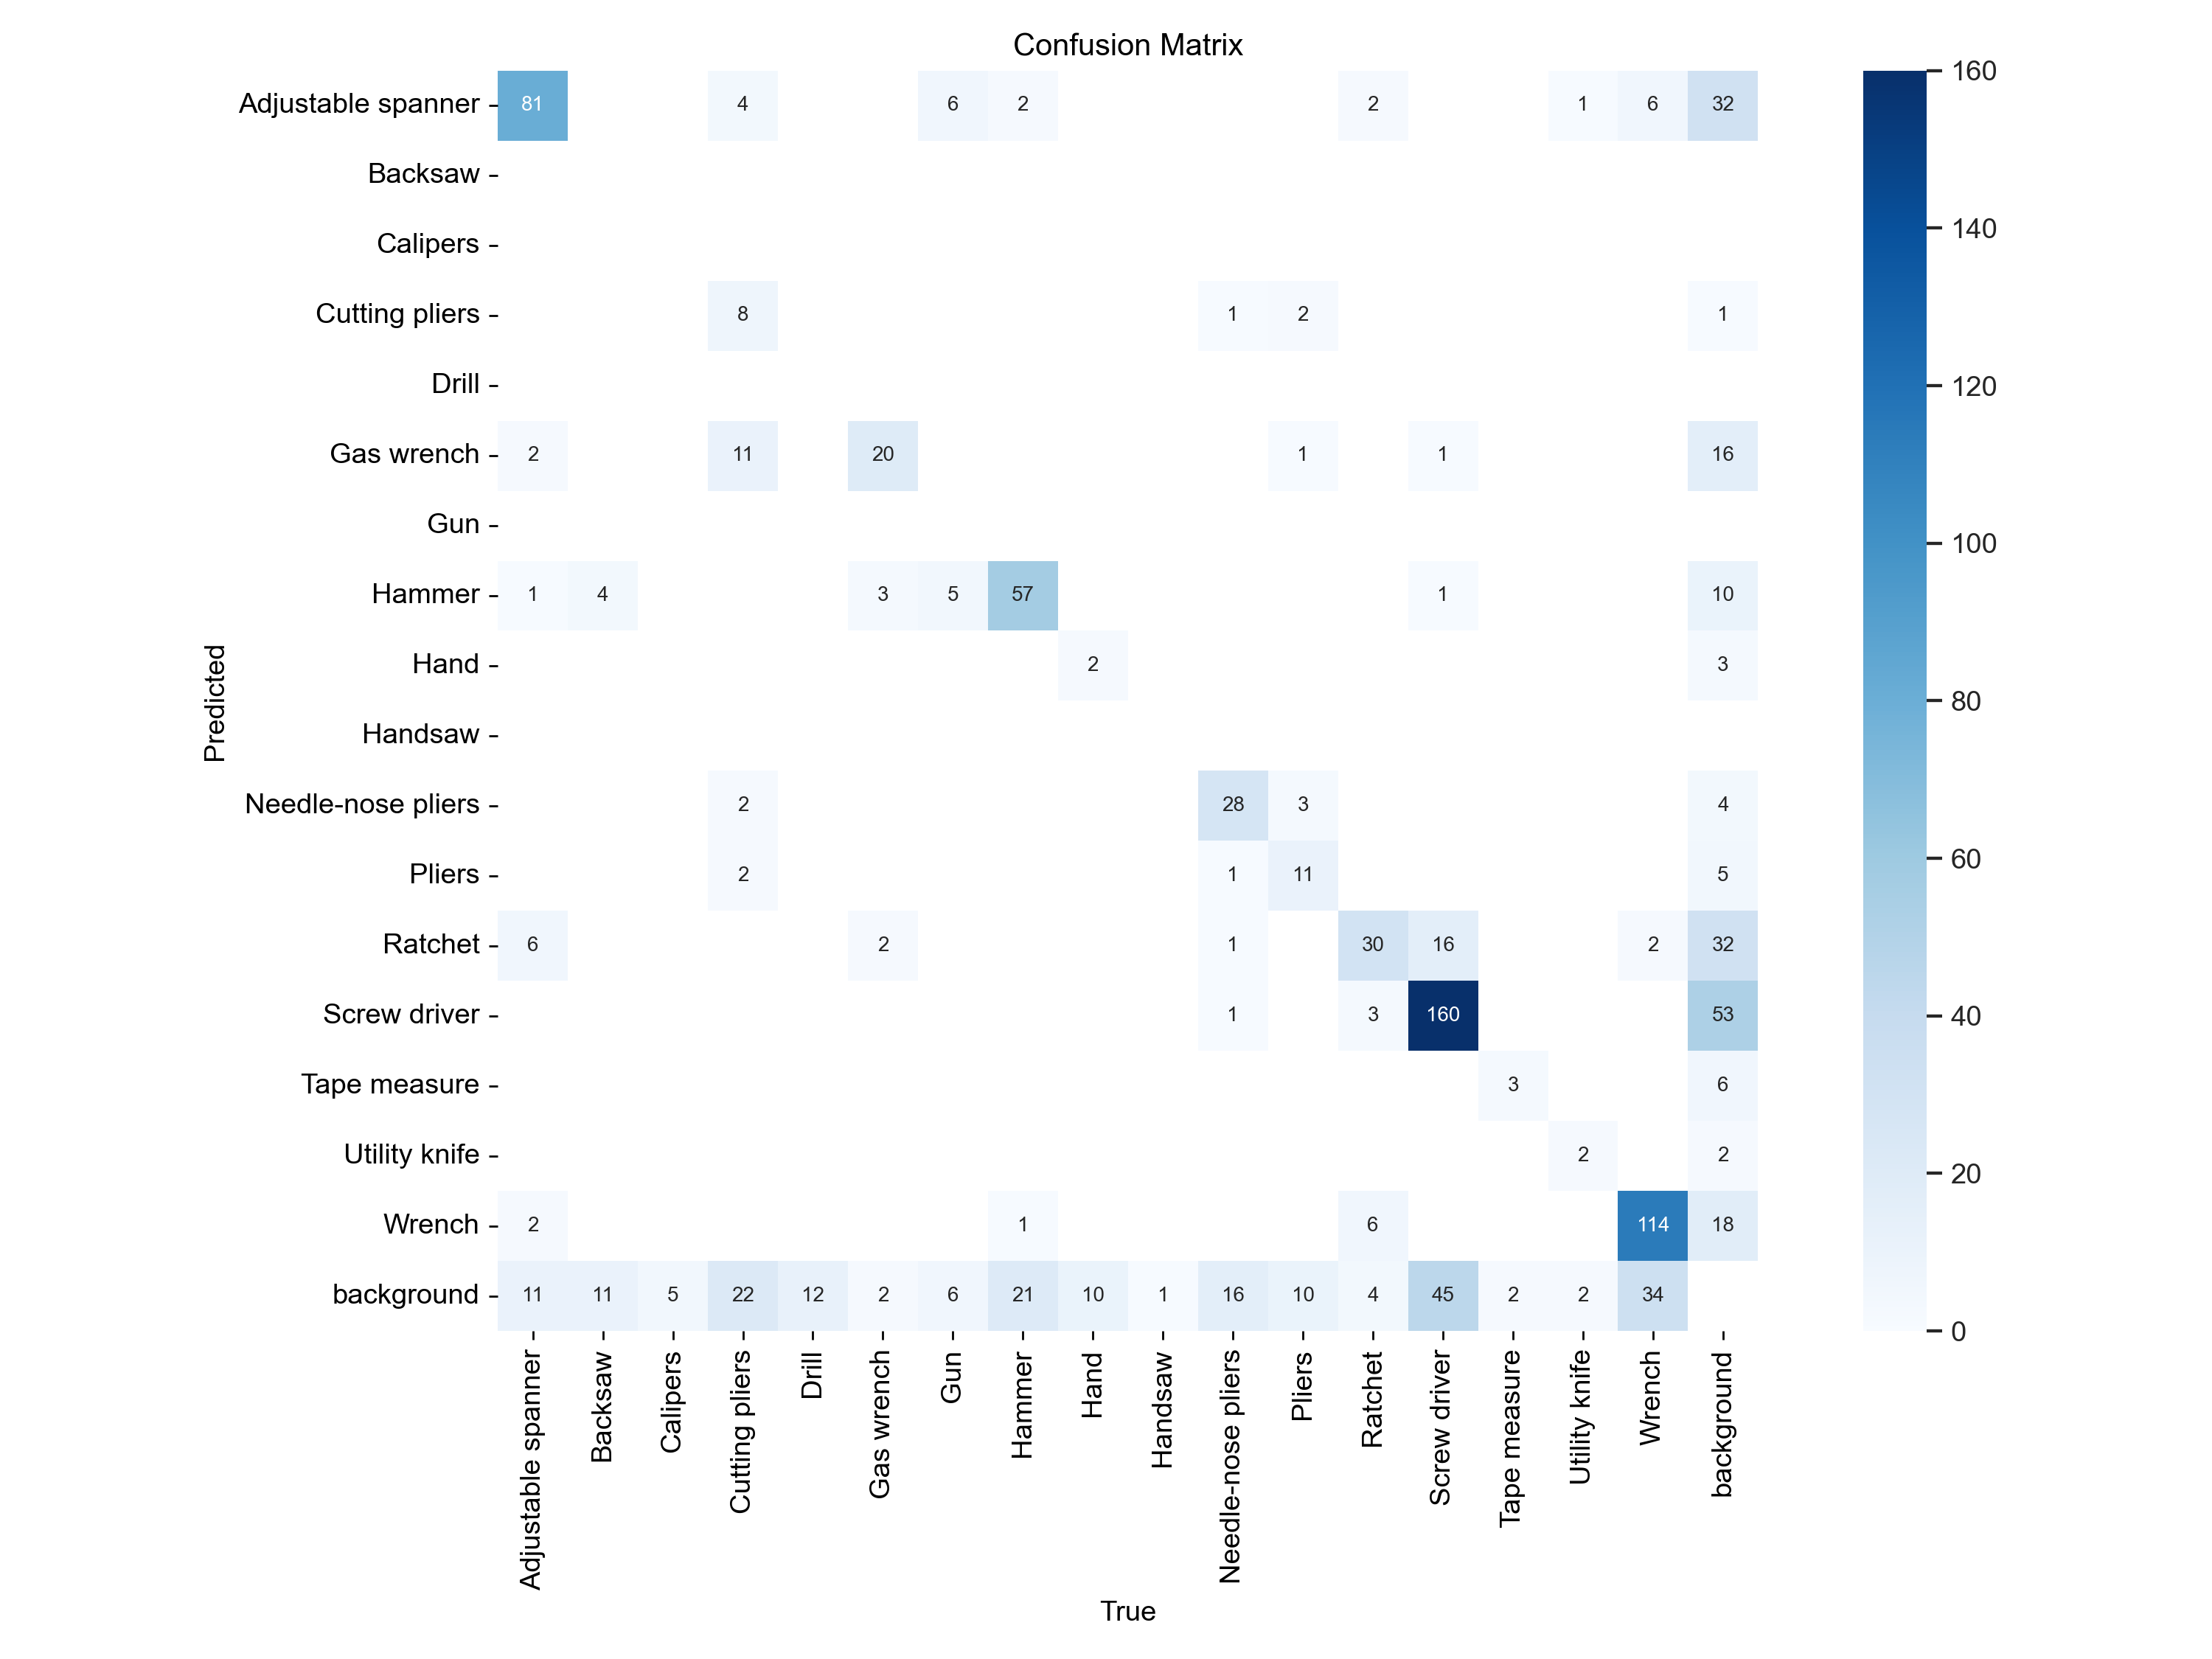 Confusion Matrix
Adjustable spanner 81 4 6 2 2 1 6 32 160
Backsaw
140
Calipers
Cutting pliers 8 1 2 1
Drill 120
Gas wrench 2 11 20 1 1 16
Gun
100
Hammer 1 4 3 5 57 1 10
Hand 2 3
Predicted
80
Handsaw
Needle-nose pliers 2 28 3 4
60
Pliers 2 1 11 5
Ratchet 6 2 1 30 16 2 32
Screw driver 1 3 160 53 40
Tape measure 3 6
Utility knife 2 2
20
Wrench 2 1 6 114 18
background 11 11 5 22 12 2 6 21 10 1 16 10 4 45 2 2 34
0
Adjustable spanner
Backsaw
Calipers
Cutting pliers
Drill
Gas wrench
Gun
Hammer
Hand
Handsaw
Needle-nose pliers
Pliers
Ratchet
Screw driver
Tape measure
Utility knife
Wrench
background
True